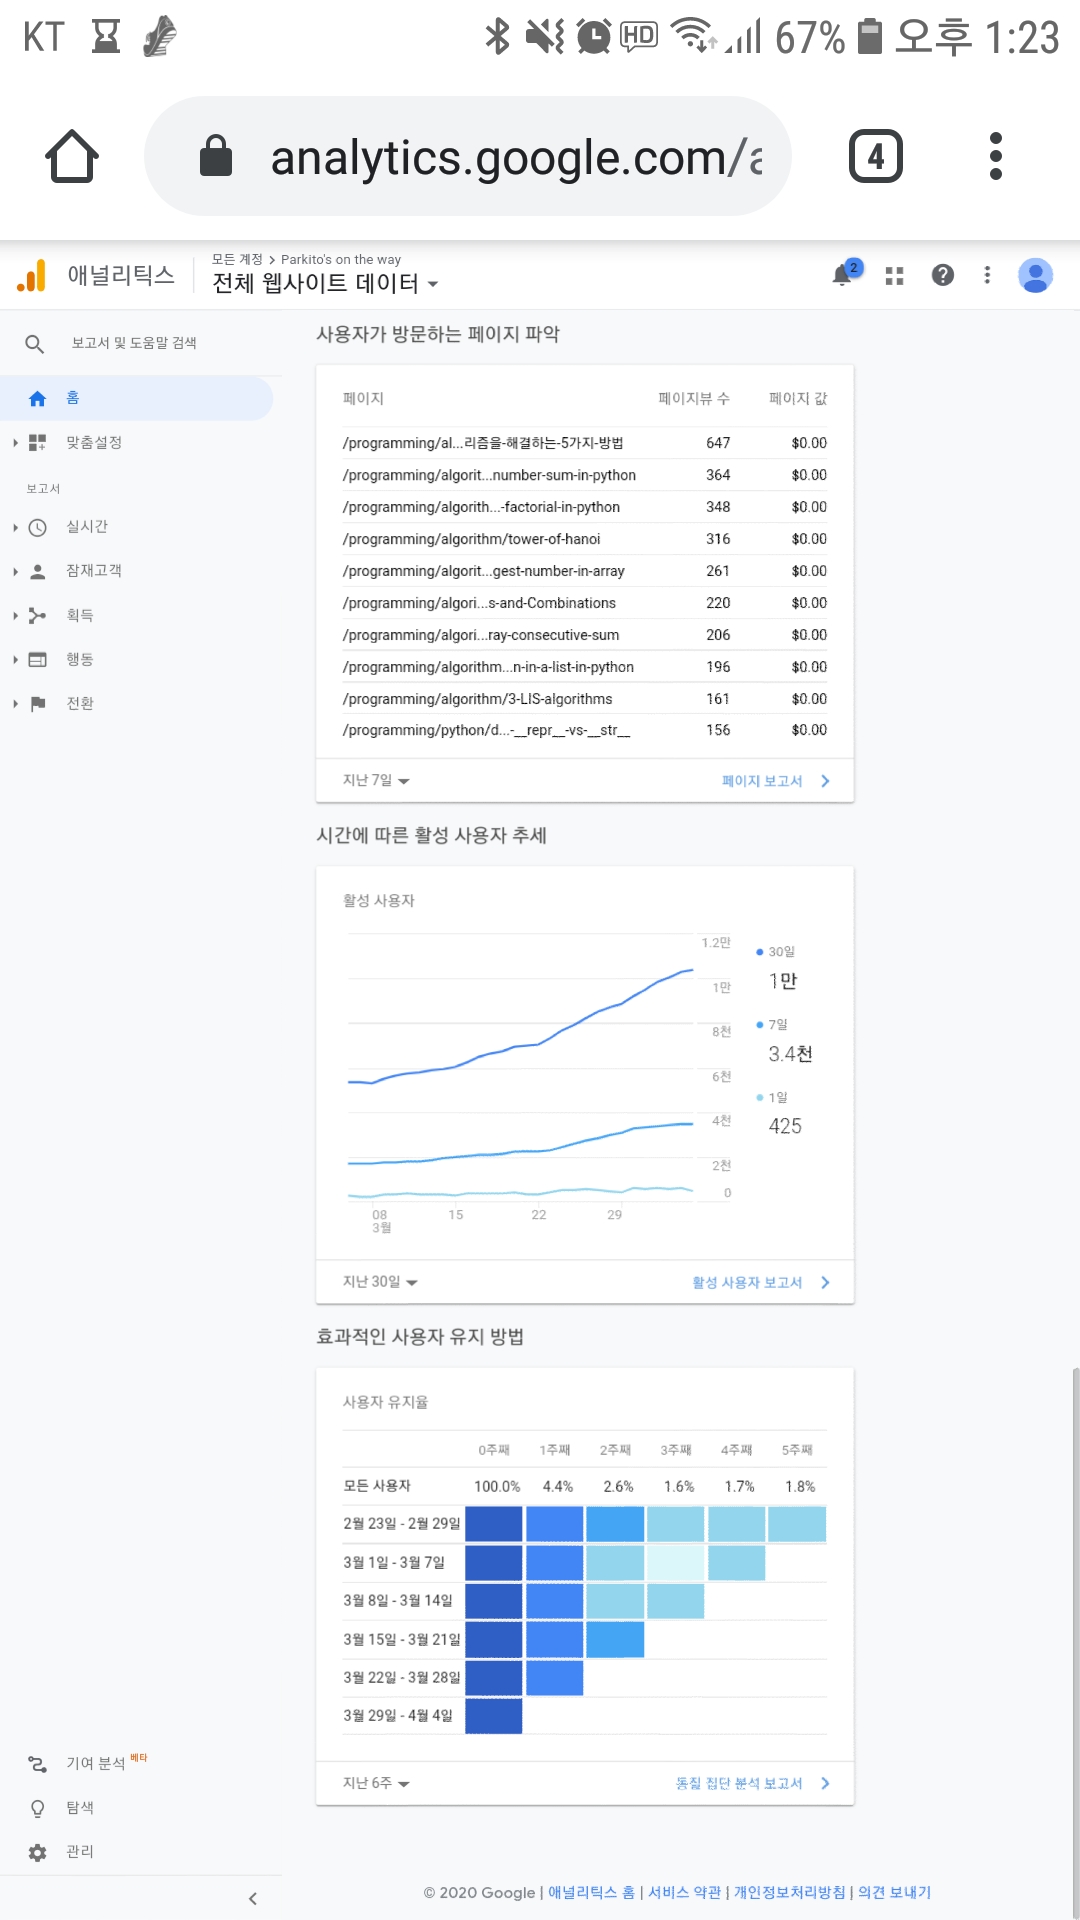 KT HD 67% 오후 1:23
analytics.google.com/a 4
애널리틱스
모든 계정 > Parkito's on the way
전체 웹사이트 데이터
2
보고서 및 도움말 검색
홈
맞춤설정
보고서
실시간
잠재고객
획득
행동
전환
사용자가 방문하는 페이지 파악
페이지 페이지뷰 수 페이지 값
/programming/al...리즘을-해결하는-5가지-방법 647 $0.00
/programming/algorit...number-sum-in-python 364 $0.00
/programming/algorith...-factorial-in-python 348 $0.00
/programming/algorithm/tower-of-hanoi 316 $0.00
/programming/algorit...gest-number-in-array 261 $0.00
/programming/algori...s-and-Combinations 220 $0.00
/programming/algori...ray-consecutive-sum 206 $0.00
/programming/algorithm...n-in-a-list-in-python 196 $0.00
/programming/algorithm/3-LIS-algorithms 161 $0.00
/programming/python/d...-__repr__-vs-__str__ 156 $0.00
지난 7일 페이지 보고서
시간에 따른 활성 사용자 추세
활성 사용자
1.2만
1만
8천
6천
4천
2천
0
08 15 22 29
3월
30일
1만
7일
3.4천
1일
425
지난 30일 활성 사용자 보고서
효과적인 사용자 유지 방법
사용자 유지율
0주째 1주째 2주째 3주째 4주째 5주째
모든 사용자 100.0% 4.4% 2.6% 1.6% 1.7% 1.8%
2월 23일 - 2월 29일
3월 1일 - 3월 7일
3월 8일 - 3월 14일
3월 15일 - 3월 21일
3월 22일 - 3월 28일
3월 29일 - 4월 4일
지난 6주 동질 집단 분석 보고서
기여 분석 베타
탐색
관리
© 2020 Google | 애널리틱스 홈 | 서비스 약관 | 개인정보처리방침 | 의견 보내기